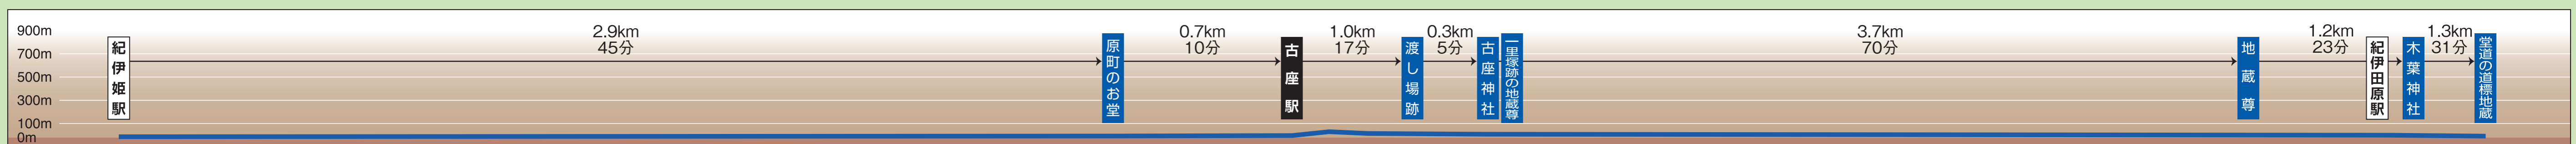 900m
700m
500m
300m
100m
0m
紀伊姫駅
2.9km
45分
原町のお堂
0.7km
10分
古座駅
1.0km
17分
渡し場跡
0.3km
5分
古座神社
一里塚跡の地蔵尊
3.7km
70分
地蔵尊
1.2km
23分
紀伊田原駅
木葉神社
1.3km
31分
堂道の道標地蔵